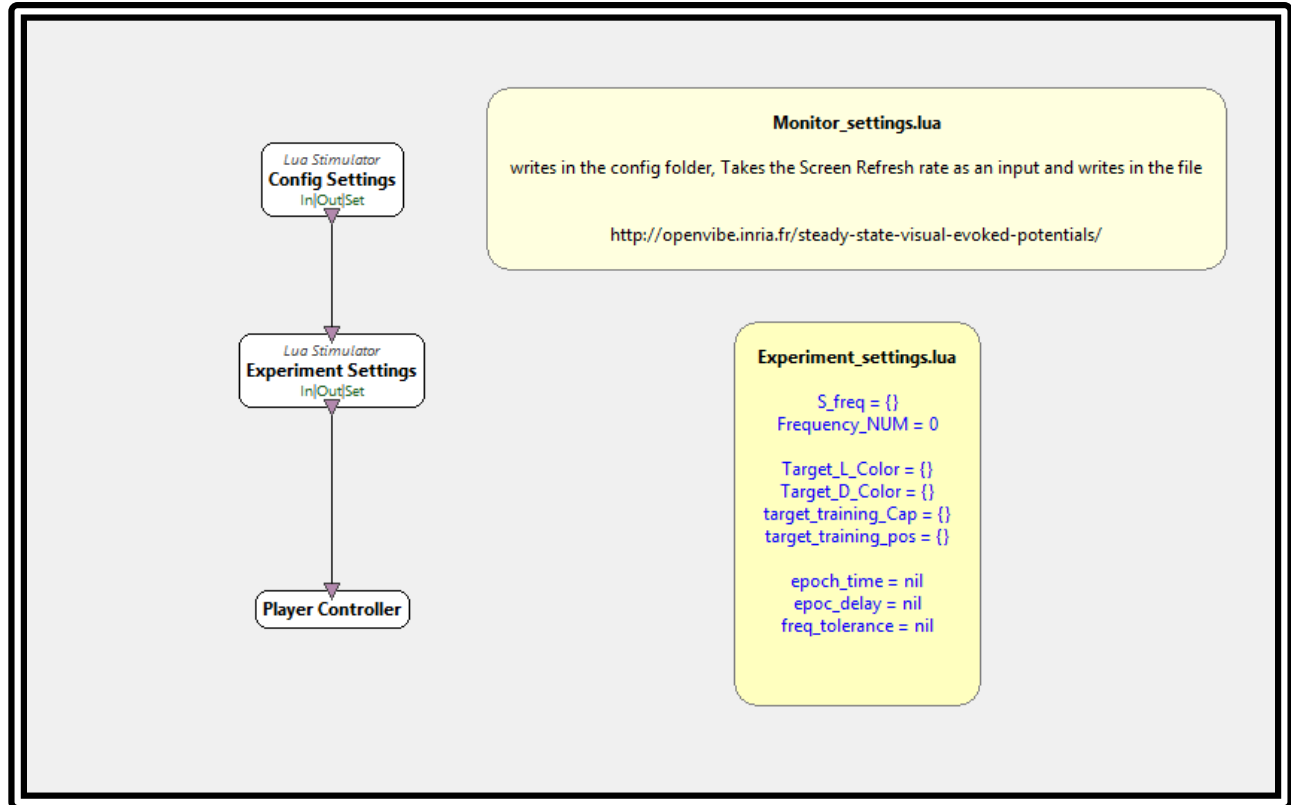 Lua Stimulator
Config Settings
In|Out|Set
Lua Stimulator
Experiment Settings
In|Out|Set
Player Controller
Monitor_settings.lua
writes in the config folder, Takes the Screen Refresh rate as an input and writes in the file
http://openvibe.inria.fr/steady-state-visual-evoked-potentials/
Experiment_settings.lua
S_freq = {}
Frequency_NUM = 0
Target_L_Color = {}
Target_D_Color = {}
target_training_Cap = {}
target_training_pos = {}
epoch_time = nil
epoc_delay = nil
freq_tolerance = nil